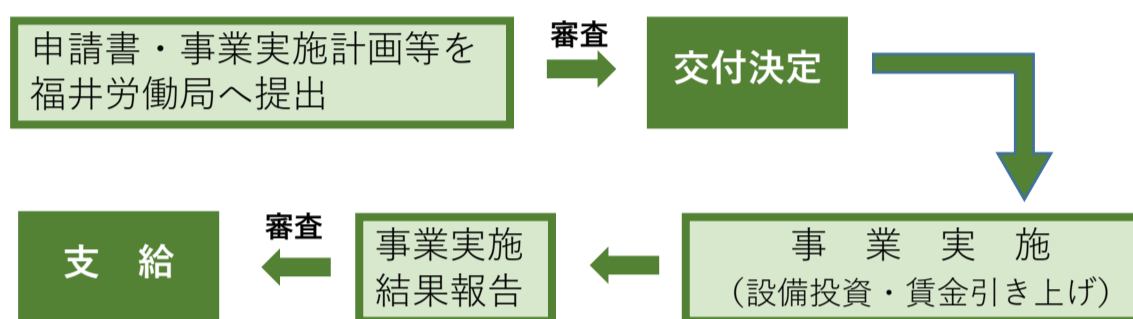 申請書・事業実施計画等を
福井労働局へ提出
審査
交付決定
事業実施
（設備投資・賃金引き上げ）
事業実施
結果報告
審査
支給